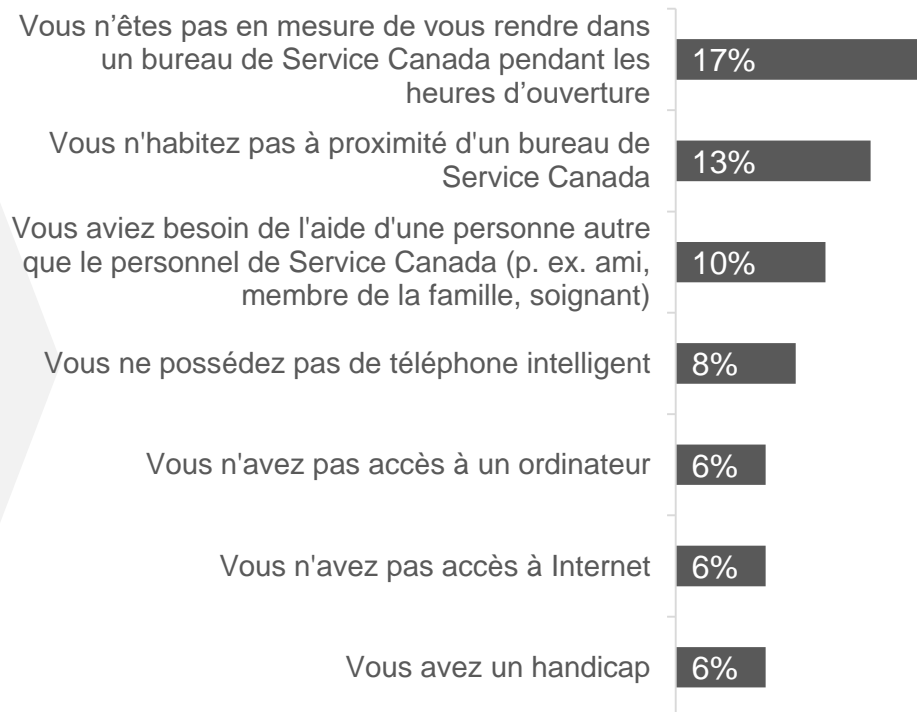 Vous n’êtes pas en mesure de vous rendre dans
un bureau de Service Canada pendant les
heures d’ouverture
17%
Vous n'habitez pas à proximité d'un bureau de
Service Canada
13%
Vous aviez besoin de l'aide d'une personne autre
que le personnel de Service Canada (p. ex. ami,
membre de la famille, soignant)
10%
Vous ne possédez pas de téléphone intelligent
8%
Vous n'avez pas accès à un ordinateur
6%
Vous n'avez pas accès à Internet
6%
Vous avez un handicap
6%